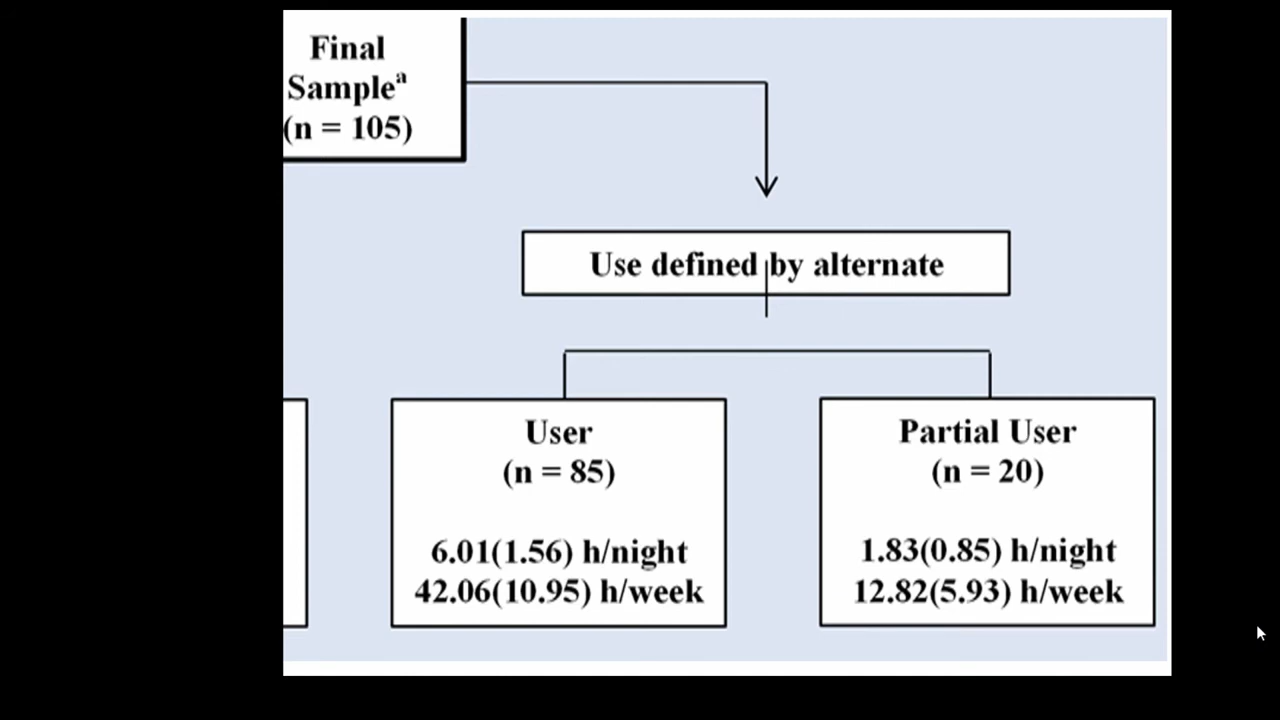 Final
Sampleª
(n = 105)
Use defined by alternate
User
(n = 85)
6.01(1.56) h/night
42.06(10.95) h/week
Partial User
(n = 20)
1.83(0.85) h/night
12.82(5.93) h/week